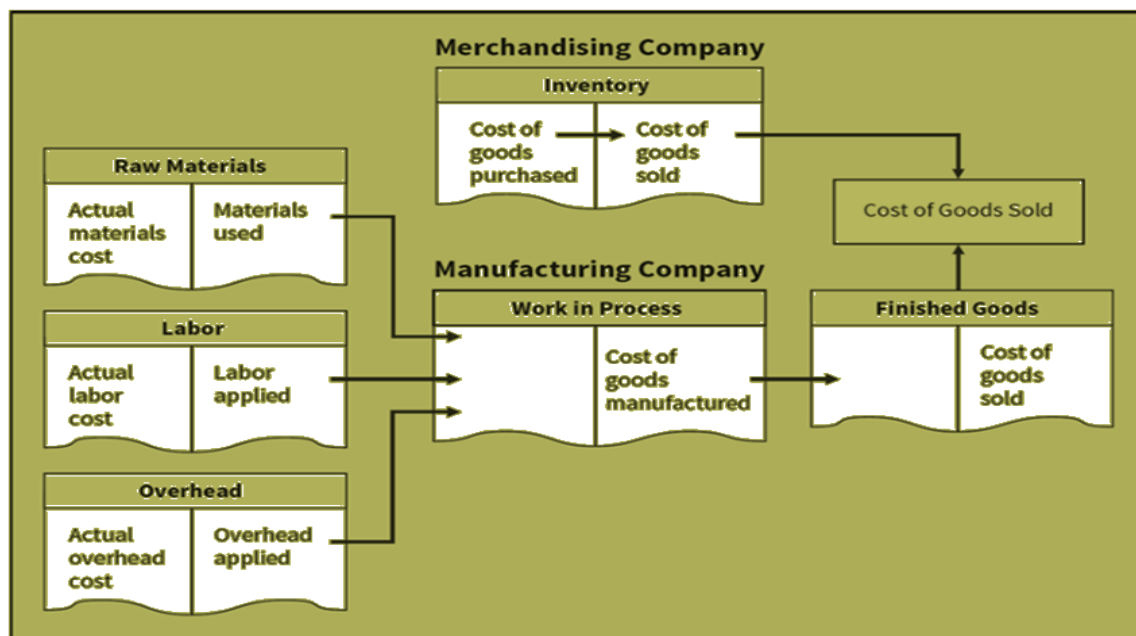 Merchandising Company
Inventory
Cost of
goods
purchased
Cost of
goods
sold
Raw Materials
Actual
materials
cost
Materials
used
Cost of Goods Sold
Manufacturing Company
Work in Process
Cost of
goods
manufactured
Finished Goods
Cost of
goods
sold
Labor
Actual
labor
cost
Labor
applied
Overhead
Actual
overhead
cost
Overhead
applied